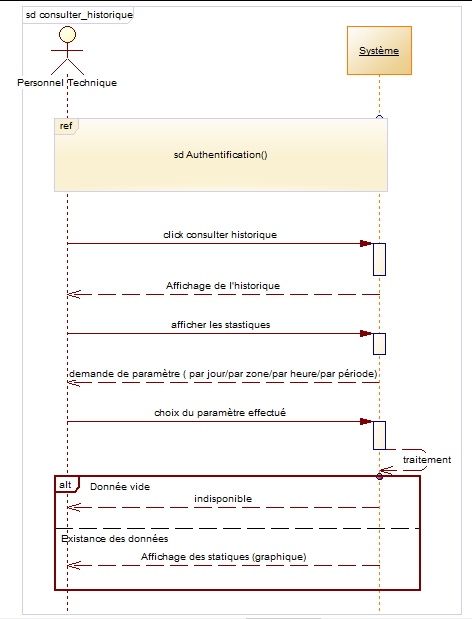 sd consulter_historique
Système
Personnel Technique
ref
sd Authentification()
click consulter historique
Affichage de l'historique
afficher les stastiques
demande de paramètre ( par jour/par zone/par heure/par période)
choix du paramètre effectué
traitement
alt
Donnée vide
indisponible
Existance des données
Affichage des statiques (graphique)